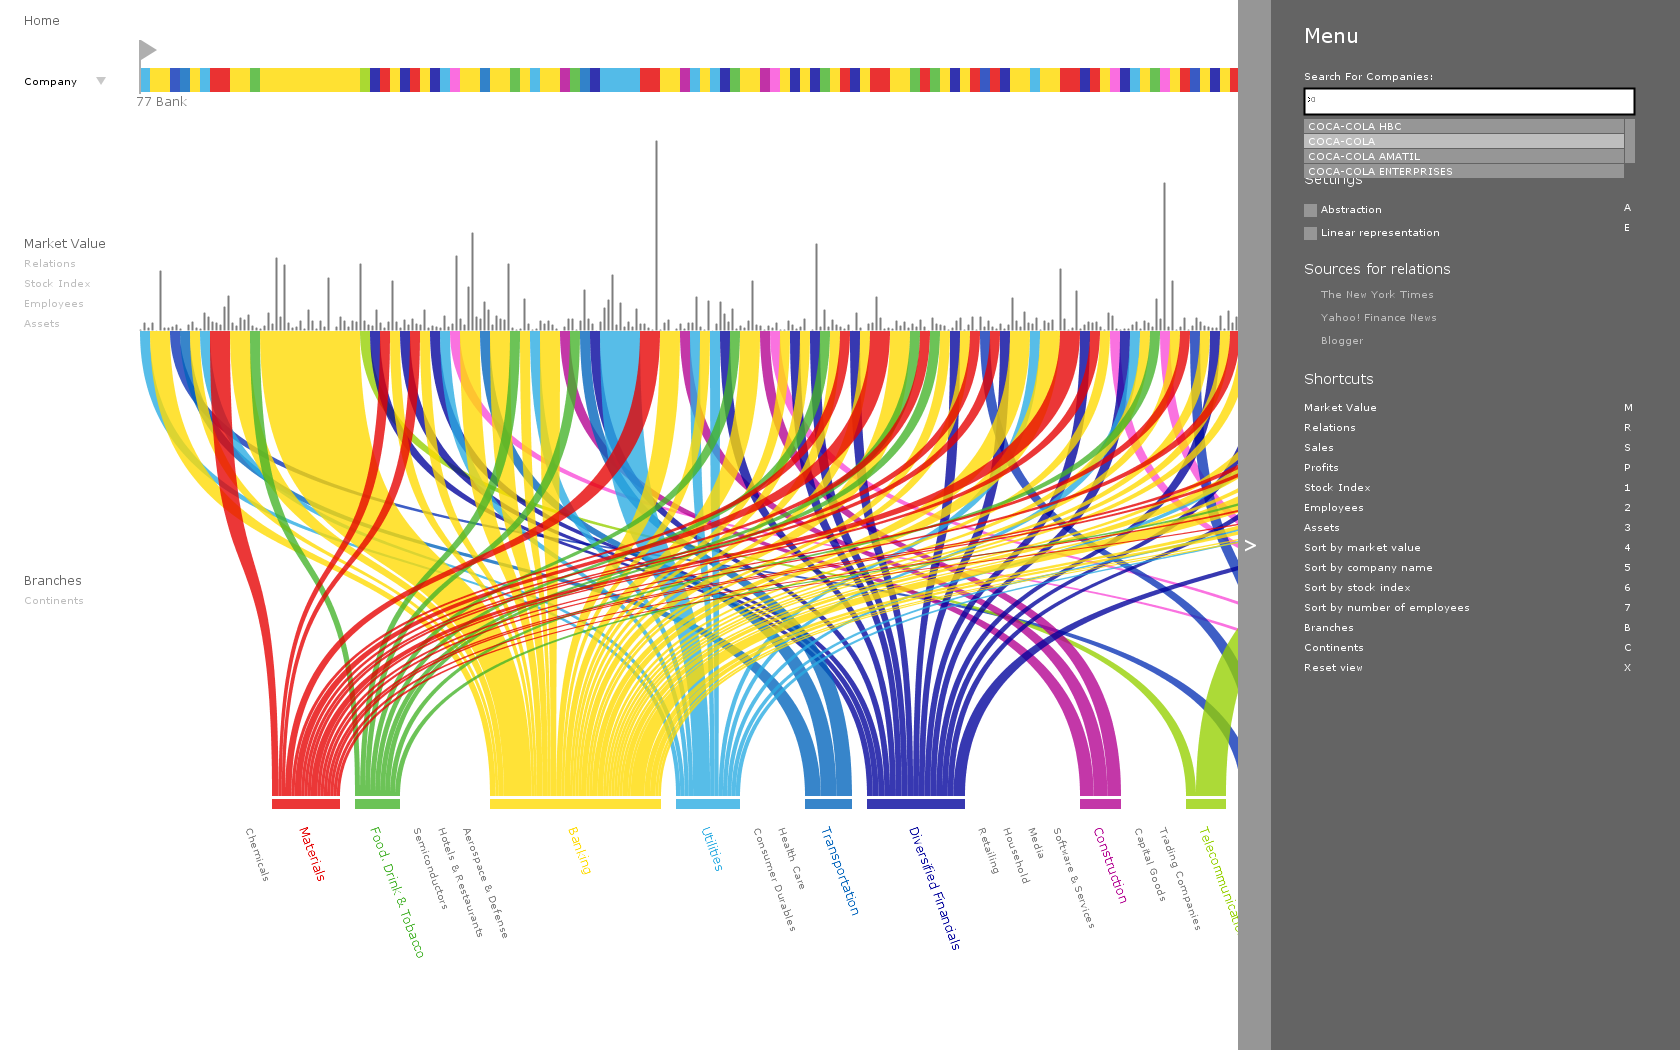 Home
Company
77 Bank
Market Value
Relations
Stock Index
Employees
Assets
Branches
Continents
Chemicals
Materials
Food, Drink & Tobacco
Semiconductors
Hotels & Restaurants
Aerospace & Defense
Banking
Utilities
Consumer Durables
Health Care
Transportation
Diversified Financials
Retailing
Household
Media
Software & Services
Construction
Capital Goods
Trading Companies
>
Menu
Search For Companies:
COCA-COLA HBC
COCA-COLA
COCA-COLA AMATIL
COCA-COLA ENTERPRISES
Settings
Abstraction A
Linear representation E
Sources for relations
The New York Times
Yahoo! Finance News
Blogger
Shortcuts
Market Value M
Relations R
Sales S
Profits P
Stock Index 1
Employees 2
Assets 3
Sort by market value 4
Sort by company name 5
Sort by stock index 6
Sort by number of employees 7
Branches B
Continents C
Reset view X